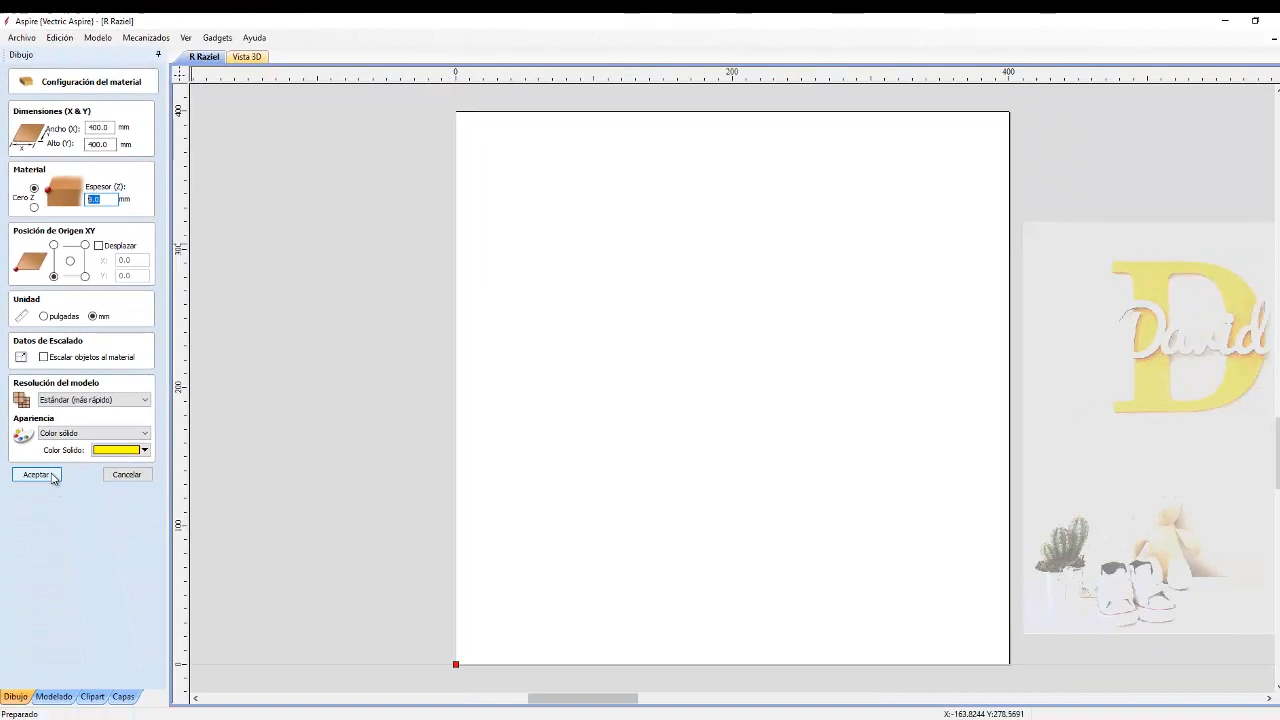 Aspire (Vectric Aspire) - [R Raziel]
Archivo Edición Modelo Mecanizados Ver Gadgets Ayuda
Dibujo
R Raziel Vista 3D
Configuración del material
0 200 400
Dimensiones (X & Y)
Ancho (X): 400.0 mm
Alto (Y): 400.0 mm
Material
Espesor (Z):
Cero Z
mm
Posición de Origen XY
Desplazar
X: 0.0
Y: 0.0
Unidad
pulgadas mm
Datos de Escalado
Escalar objetos al material
Resolución del modelo
Estándar (más rápido)
Apariencia
Color sólido
Color Solido:
Aceptar Cancelar
400
300
200
100
0
D
David
Dibujo Modelado Clipart Capas
Preparado
X:-163.8244 Y:278.5691